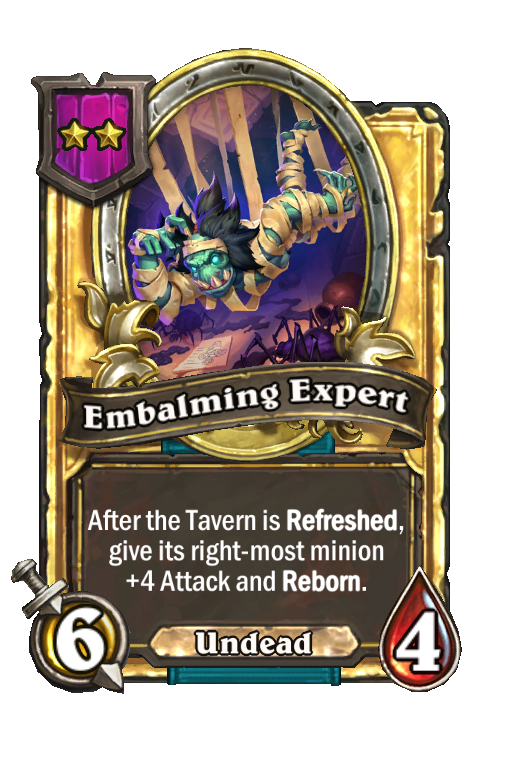 Embalming Expert
After the Tavern is Refreshed,
give its right-most minion
+4 Attack and Reborn.
6
Undead
4